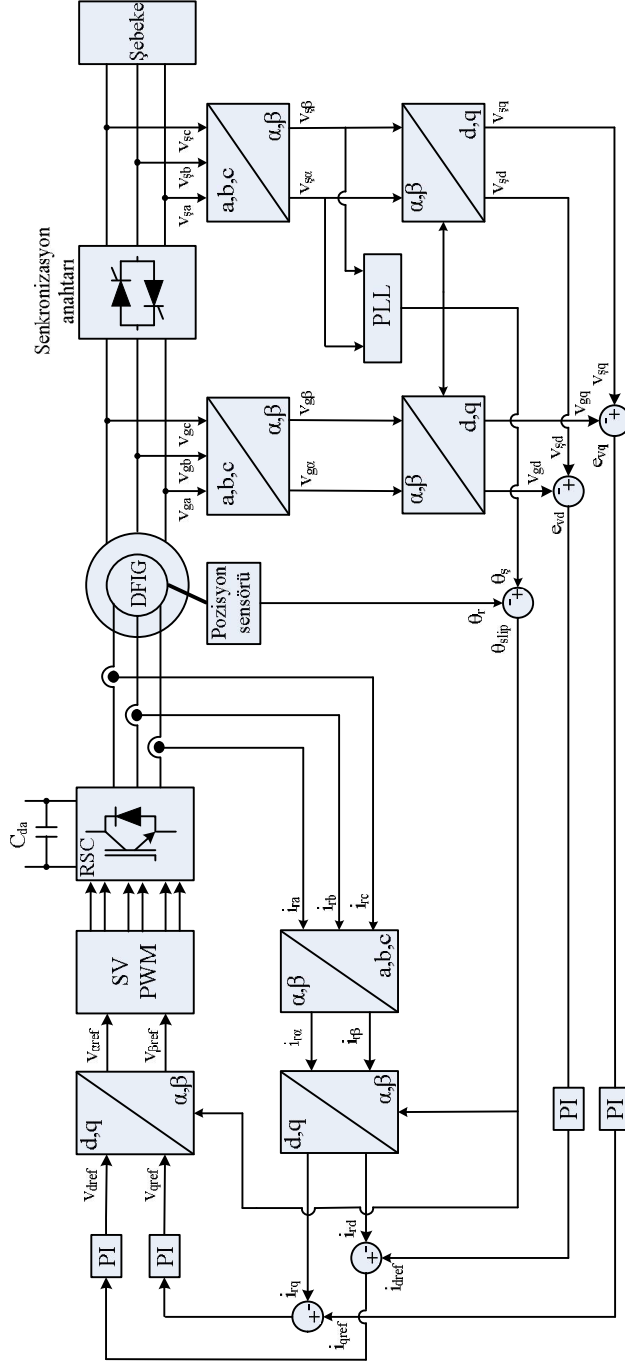 Şebeke
Senkronizasyon
anahtarı
v_şc
v_şb
v_şa
a,b,c
α,β
v_şβ
v_şα
α,β
d,q
v_şq
v_şd
PLL
v_gc
v_gb
v_ga
a,b,c
α,β
v_gβ
v_gα
α,β
d,q
v_gq
v_gd
v_şq
v_şd
- +
e_vq
- +
e_vd
DFIG
Pozisyon
sensörü
θ_r
θ_ş
- +
θ_slip
C_da
RSC
SV
PWM
v_αref
v_βref
d,q
α,β
v_dref
v_qref
PI
PI
i_ra
i_rb
i_rc
α,β
a,b,c
i_rα
i_rβ
d,q
α,β
i_rq
i_rd
- +
i_qref
- +
i_dref
PI
PI